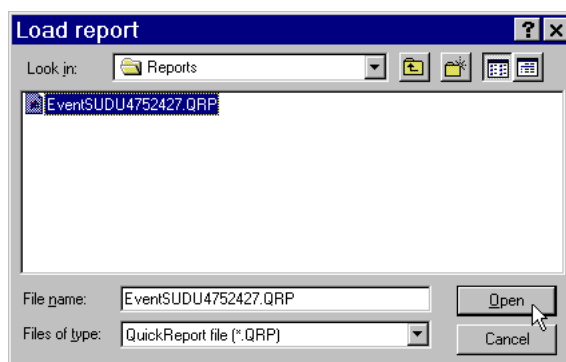 Load report
Look in: Reports
EventSUDU4752427.QRP
File name: EventSUDU4752427.QRP Open
Files of type: QuickReport file (*.QRP) Cancel